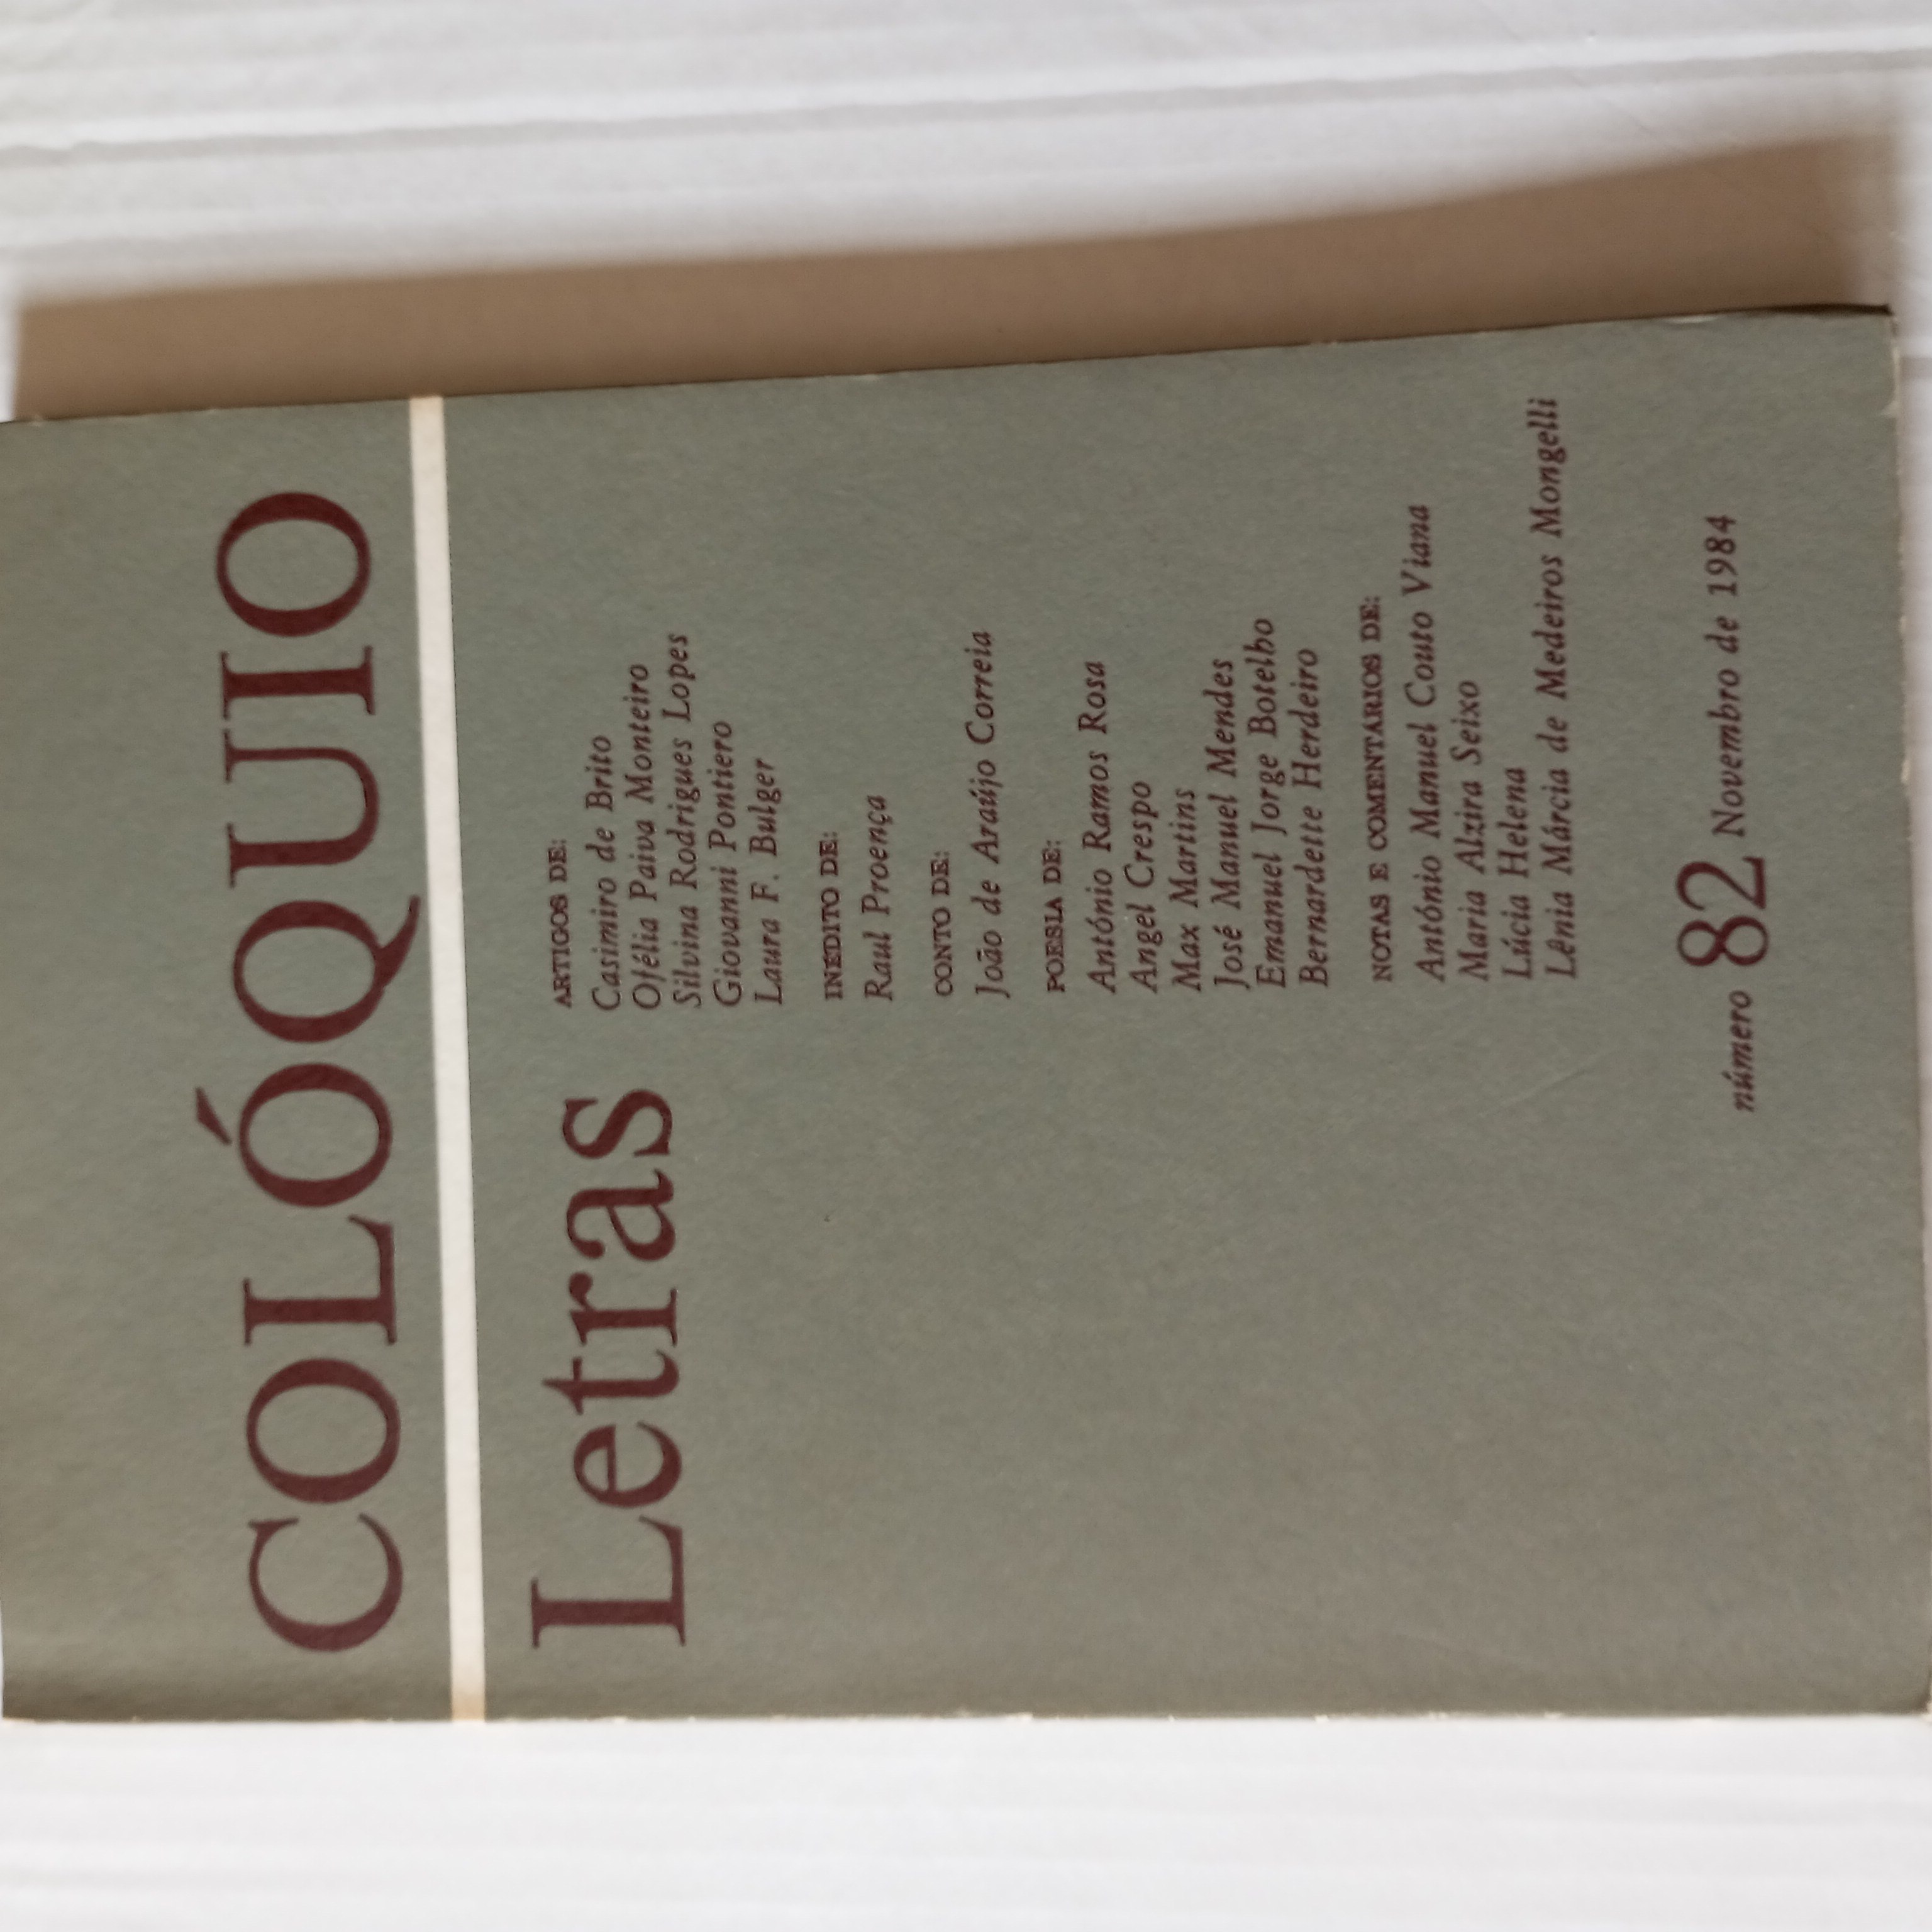 COLÓQUIO
Letras
ARTIGOS DE:
Casimiro de Brito
Ofélia Paiva Monteiro
Silvina Rodrigues Lopes
Giovanni Pontiero
Laura F. Bulger
INEDITO DE:
Raul Proença
CONTO DE:
João de Araújo Correia
POESIA DE:
António Ramos Rosa
Angel Crespo
Max Martins
José Manuel Mendes
Emanuel Jorge Botelho
Bernardette Herdeiro
NOTAS E COMENTARIOS DE:
António Manuel Couto Viana
Maria Alzira Seixo
Lúcia Helena
Lênia Márcia de Medeiros Mongelli
número 82 Novembro de 1984